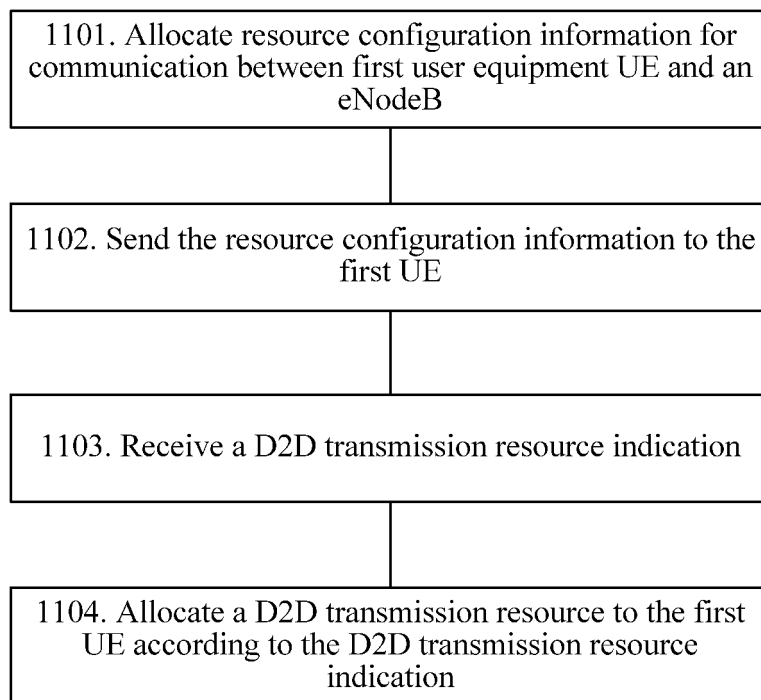 1101. Allocate resource configuration information for
communication between first user equipment UE and an
eNodeB
1102. Send the resource configuration information to the
first UE
1103. Receive a D2D transmission resource indication
1104. Allocate a D2D transmission resource to the first
UE according to the D2D transmission resource
indication